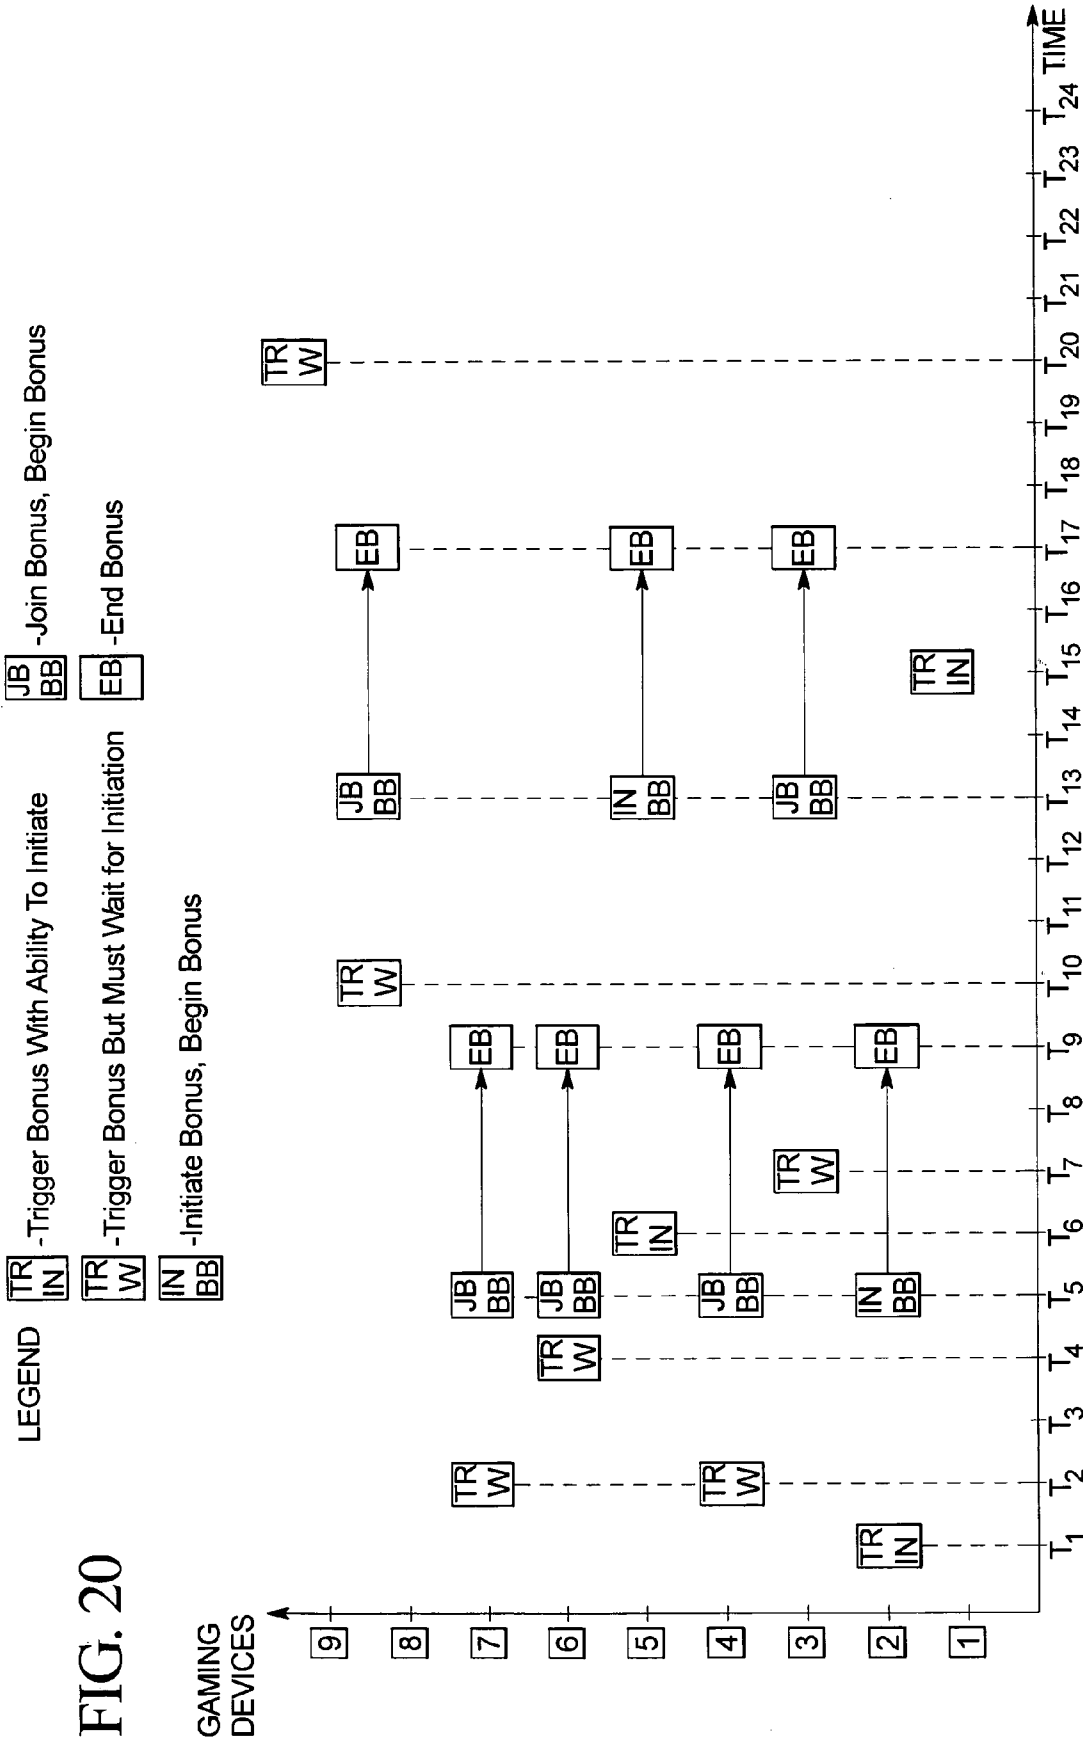 FIG. 20
LEGEND
TR
IN
-Trigger Bonus With Ability To Initiate
TR
W
-Trigger Bonus But Must Wait for Initiation
IN
BB
-Initiate Bonus, Begin Bonus
JB
BB
-Join Bonus, Begin Bonus
EB
-End Bonus
GAMING
DEVICES
9
TR
W
8
TR
W
JB
BB
EB
7
TR
W
JB
BB
EB
6
TR
W
JB
BB
EB
5
TR
IN
IN
BB
EB
4
TR
W
JB
BB
EB
3
TR
W
JB
BB
EB
2
TR
IN
IN
BB
EB
1
TR
IN
T1 T2 T3 T4 T5 T6 T7 T8 T9 T10 T11 T12 T13 T14 T15 T16 T17 T18 T19 T20 T21 T22 T23 T24 TIME